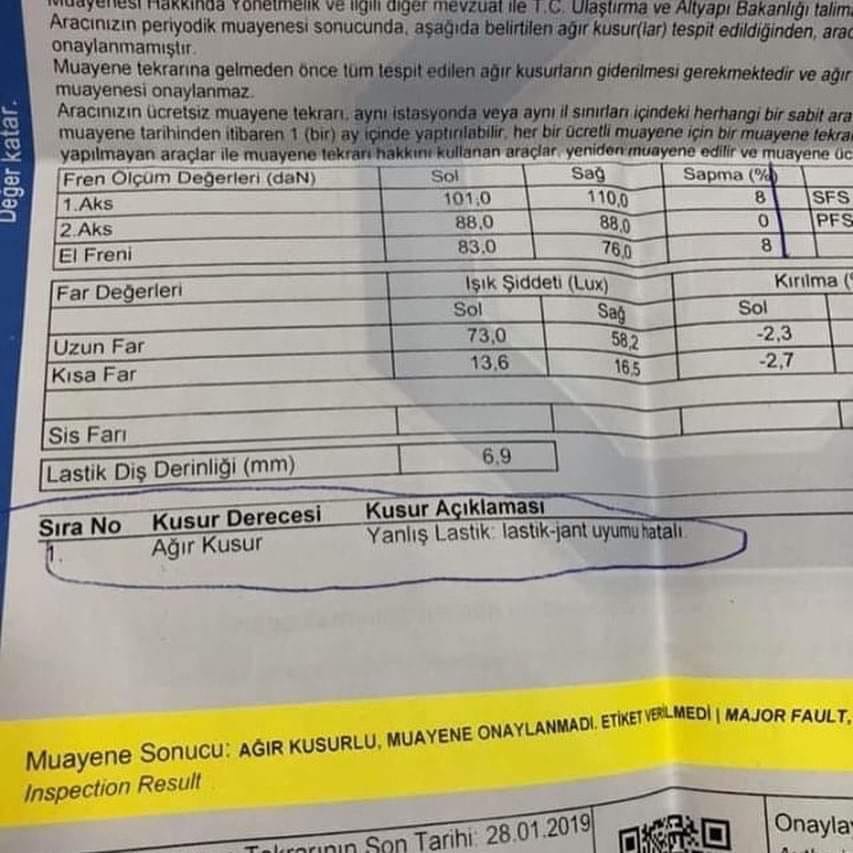 Muayenesi Hakkında Yönetmelik ve ilgili diğer mevzuat ile T.C. Ulaştırma ve Altyapı Bakanlığı
Aracınızın periyodik muayenesi sonucunda, aşağıda belirtilen ağır kusur(lar) tespit edildiğinden,
onaylanmamıştır.
Muayene tekrarına gelmeden önce tüm tespit edilen ağır kusurların giderilmesi gerekmektedir ve ağır
muayenesi onaylanmaz.
Aracınızın ücretsiz muayene tekrarı, aynı istasyonda veya aynı il sınırları içindeki herhangi bir sabit
muayene tarihinden itibaren 1 (bir) ay içinde yaptırılabilir, her bir ücretli muayene için bir muayene
yapılmayan araçlar ile muayene tekrarı hakkını kullanan araçlar, yeniden muayene edilir ve muayene
Değer katar.
Fren Ölçüm Değerleri (daN) Sol Sağ Sapma (%)
1.Aks 101,0 110,0 8 SFS
2.Aks 88,0 88,0 0 PFS
El Freni 83,0 76,0 8
Far Değerleri Işık Şiddeti (Lux) Kırılma (
Sol Sağ Sol
Uzun Far 73,0 58,2 -2,3
Kısa Far 13,6 16,5 -2,7
Sis Farı
Lastik Diş Derinliği (mm) 6,9
Sıra No Kusur Derecesi Kusur Açıklaması
1. Ağır Kusur Yanlış Lastik: lastik-jant uyumu hatalı.
Muayene Sonucu: AĞIR KUSURLU, MUAYENE ONAYLANMADI. ETİKET VERİLMEDİ | MAJOR FAULT,
Inspection Result
Tekrarının Son Tarihi: 28.01.2019